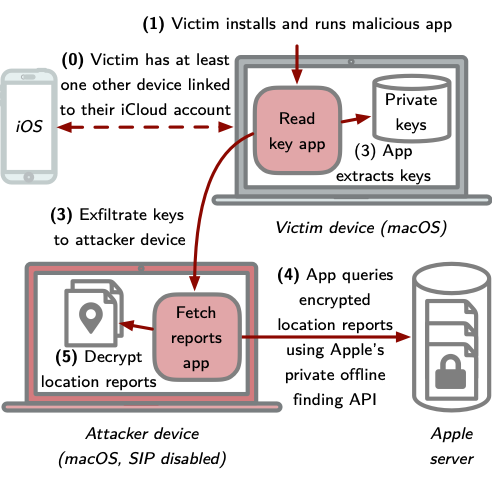 (1) Victim installs and runs malicious app
(0) Victim has at least
one other device linked
to their iCloud account
iOS
Read
key app
Private
keys
(3) App
extracts keys
Victim device (macOS)
(3) Exfiltrate keys
to attacker device
(4) App queries
encrypted
location reports
using Apple's
private offline
finding API
Fetch
reports
app
(5) Decrypt
location reports
Attacker device
(macOS, SIP disabled)
Apple
server